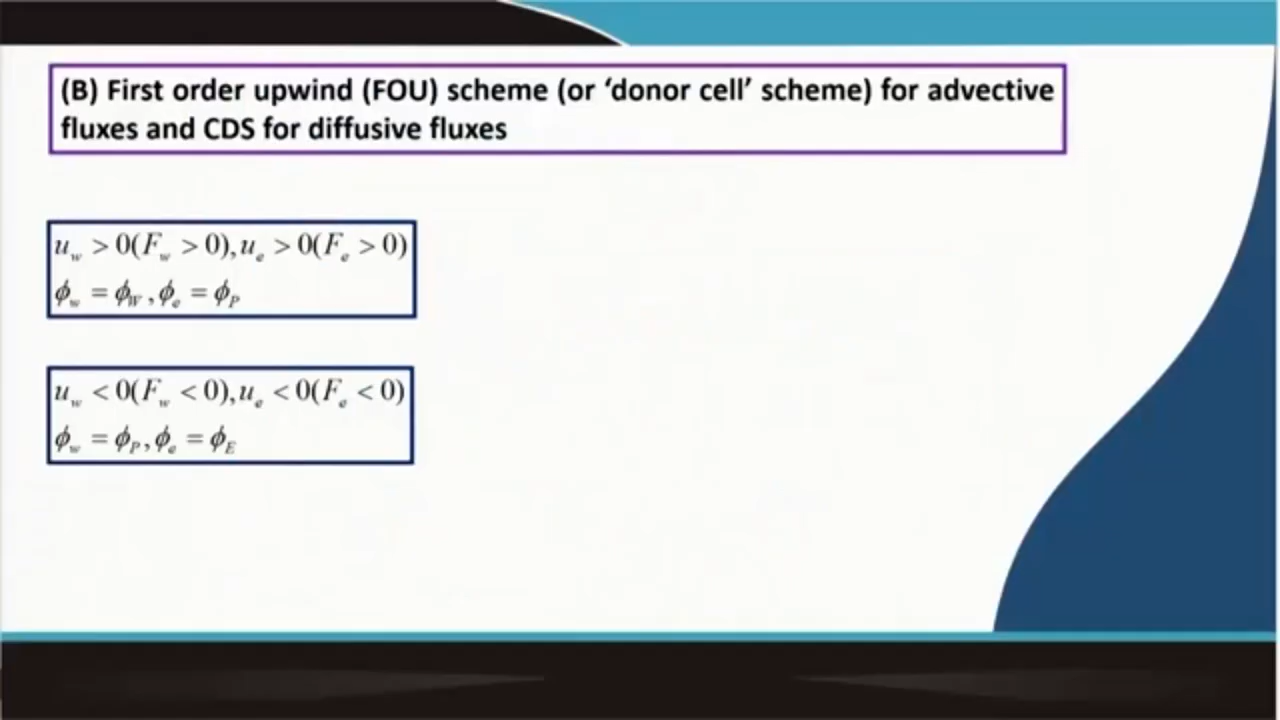 (B) First order upwind (FOU) scheme (or ‘donor cell’ scheme) for advective
fluxes and CDS for diffusive fluxes
u_w > 0(F_w > 0), u_e > 0(F_e > 0)
ϕ_w = ϕ_W, ϕ_e = ϕ_P
u_w < 0(F_w < 0), u_e < 0(F_e < 0)
ϕ_w = ϕ_P, ϕ_e = ϕ_E